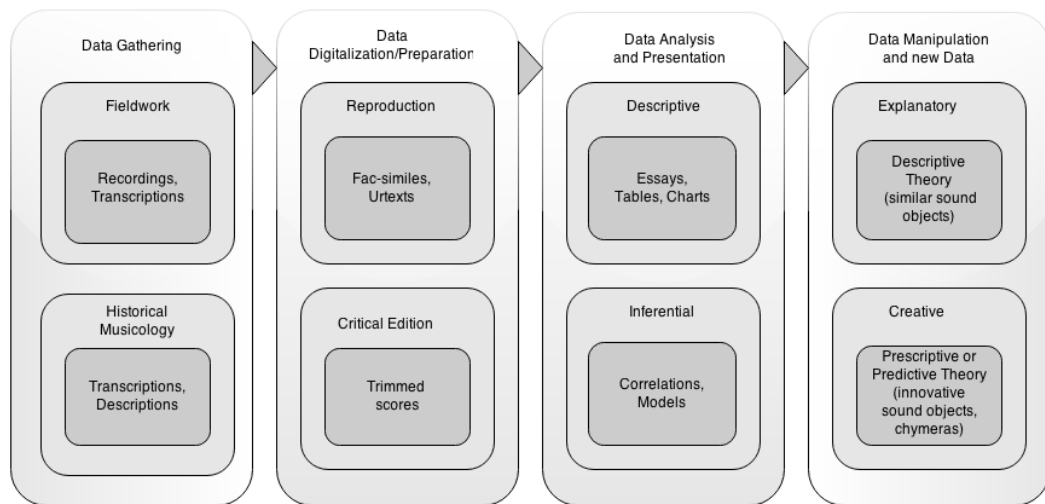 Data Gathering
Fieldwork
Recordings,
Transcriptions
Historical
Musicology
Transcriptions,
Descriptions
Data
Digitalization/Preparation
Reproduction
Fac-similes,
Urtexts
Critical Edition
Trimmed
scores
Data Analysis
and Presentation
Descriptive
Essays,
Tables, Charts
Inferential
Correlations,
Models
Data Manipulation
and new Data
Explanatory
Descriptive
Theory
(similar sound
objects)
Creative
Prescriptive or
Predictive Theory
(innovative
sound objects,
chymeras)